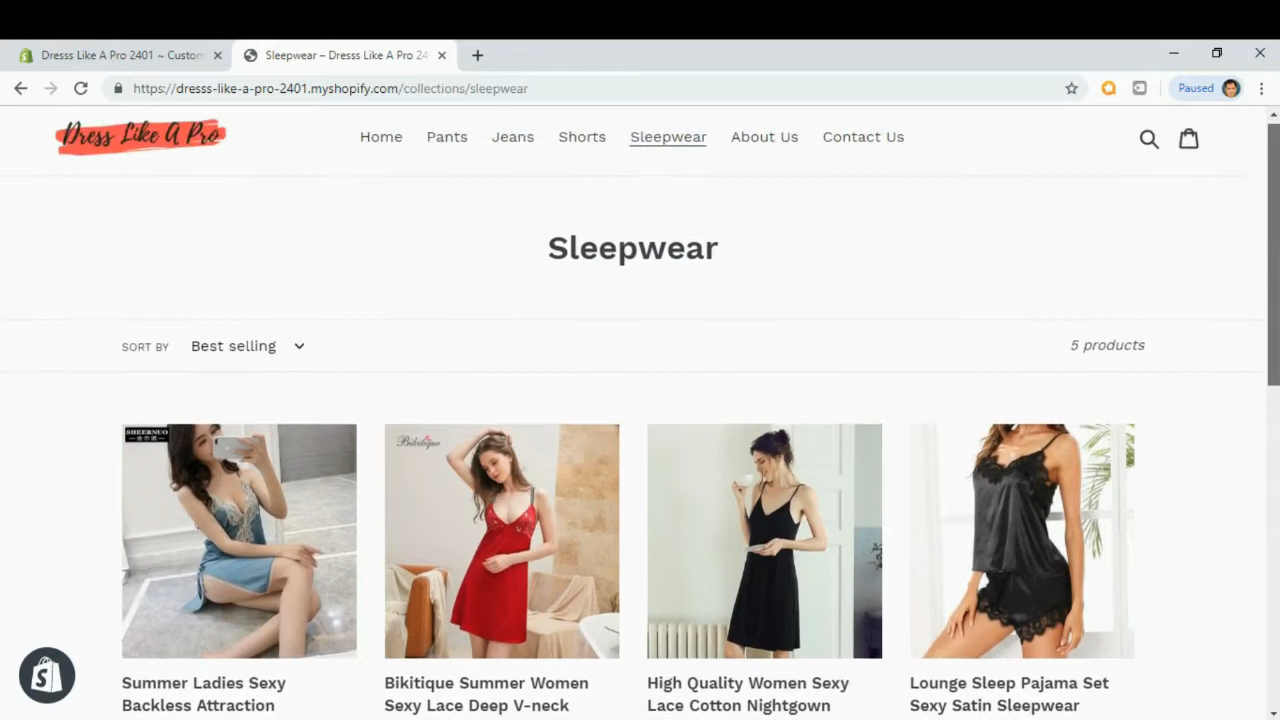 Dresss Like A Pro 2401 ~ Custom
Sleepwear – Dresss Like A Pro 24
https://dresss-like-a-pro-2401.myshopify.com/collections/sleepwear
Paused
Dress Like A Pro
Home Pants Jeans Shorts Sleepwear About Us Contact Us
Sleepwear
SORT BY Best selling
5 products
SHEERNUO
Bikitique
Summer Ladies Sexy
Backless Attraction
Bikitique Summer Women
Sexy Lace Deep V-neck
High Quality Women Sexy
Lace Cotton Nightgown
Lounge Sleep Pajama Set
Sexy Satin Sleepwear